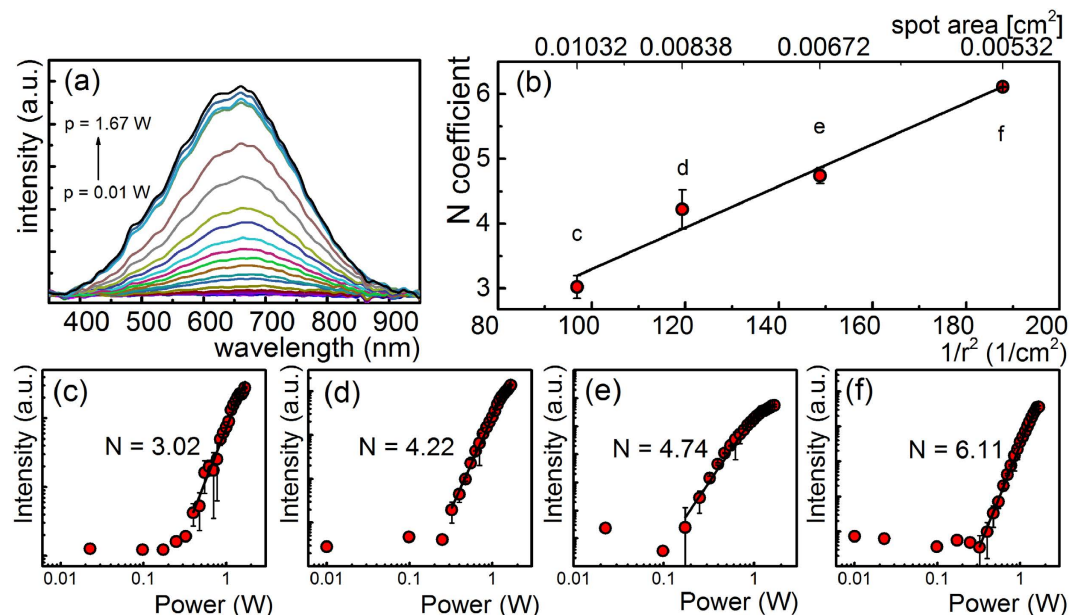 (a)
intensity (a.u.)
p = 1.67 W
p = 0.01 W
400 500 600 700 800 900
wavelength (nm)
spot area [cm²]
0.01032 0.00838 0.00672 0.00532
(b)
N coefficient
6
5
4
3
c
d
e
f
80 100 120 140 160 180 200
1/r² (1/cm²)
(c)
Intensity (a.u.)
N = 3.02
0.01 0.1 1
Power (W)
(d)
Intensity (a.u.)
N = 4.22
0.01 0.1 1
Power (W)
(e)
Intensity (a.u.)
N = 4.74
0.01 0.1 1
Power (W)
(f)
Intensity (a.u.)
N = 6.11
0.01 0.1 1
Power (W)